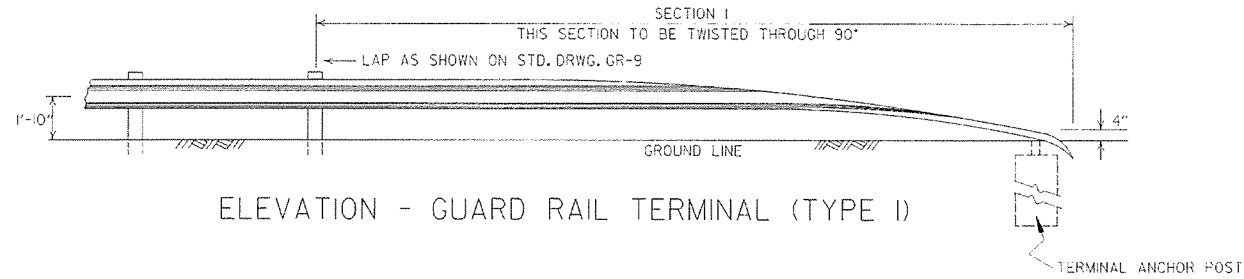 SECTION I
THIS SECTION TO BE TWISTED THROUGH 90°
LAP AS SHOWN ON STD. DRWG. GR-9
1'-10"
4"
GROUND LINE
ELEVATION - GUARD RAIL TERMINAL (TYPE I)
TERMINAL ANCHOR POST